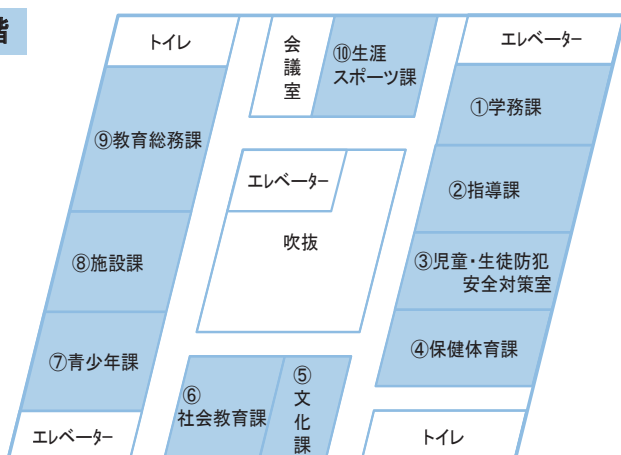 階
トイレ
会議室
⑩生涯
スポーツ課
エレベーター
①学務課
⑨教育総務課
②指導課
エレベーター
吹抜
③児童・生徒防犯
安全対策室
⑧施設課
④保健体育課
⑦青少年課
⑥
社会教育課
⑤
文化課
エレベーター
トイレ